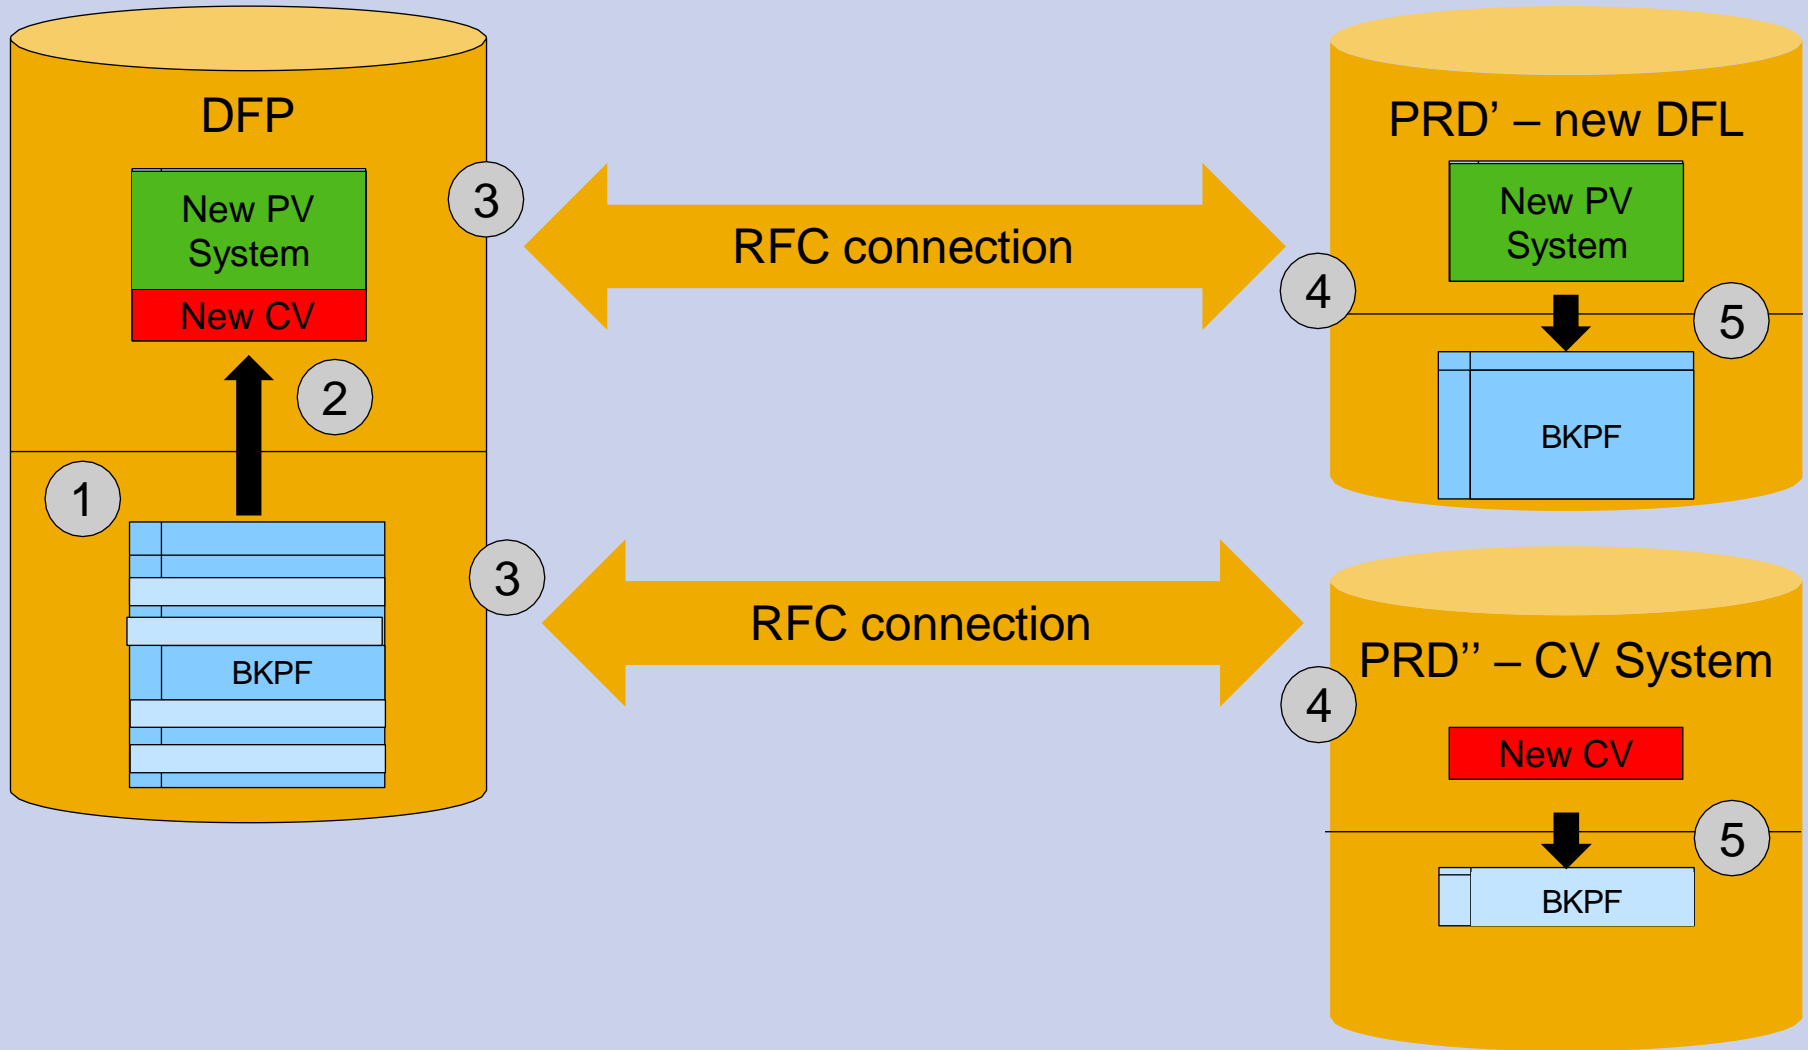 DFP
New PV
System
New CV
2
1
BKPF
3
RFC connection
3
RFC connection
PRD’ – new DFL
New PV
System
4
5
BKPF
PRD’’ – CV System
4
New CV
5
BKPF